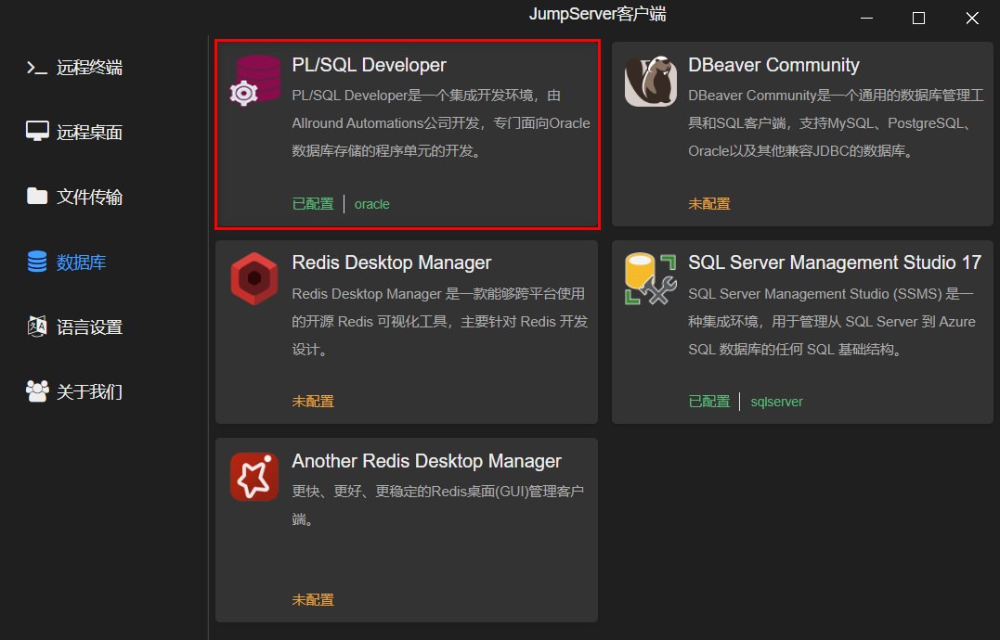 JumpServer客户端
远程终端
远程桌面
文件传输
数据库
语言设置
关于我们
PL/SQL Developer
PL/SQL Developer是一个集成开发环境，由
Allround Automations公司开发，专门面向Oracle
数据库存储的程序单元的开发。
已配置 | oracle
DBeaver Community
DBeaver Community是一个通用的数据库管理工
具和SQL客户端，支持MySQL、PostgreSQL、
Oracle以及其他兼容JDBC的数据库。
未配置
Redis Desktop Manager
Redis Desktop Manager 是一款能够跨平台使用
的开源 Redis 可视化工具，主要针对 Redis 开发
设计。
未配置
SQL Server Management Studio 17
SQL Server Management Studio (SSMS) 是一
种集成环境，用于管理从 SQL Server 到 Azure
SQL 数据库的任何 SQL 基础结构。
已配置 | sqlserver
Another Redis Desktop Manager
更快、更好、更稳定的Redis桌面(GUI)管理客户
端。
未配置